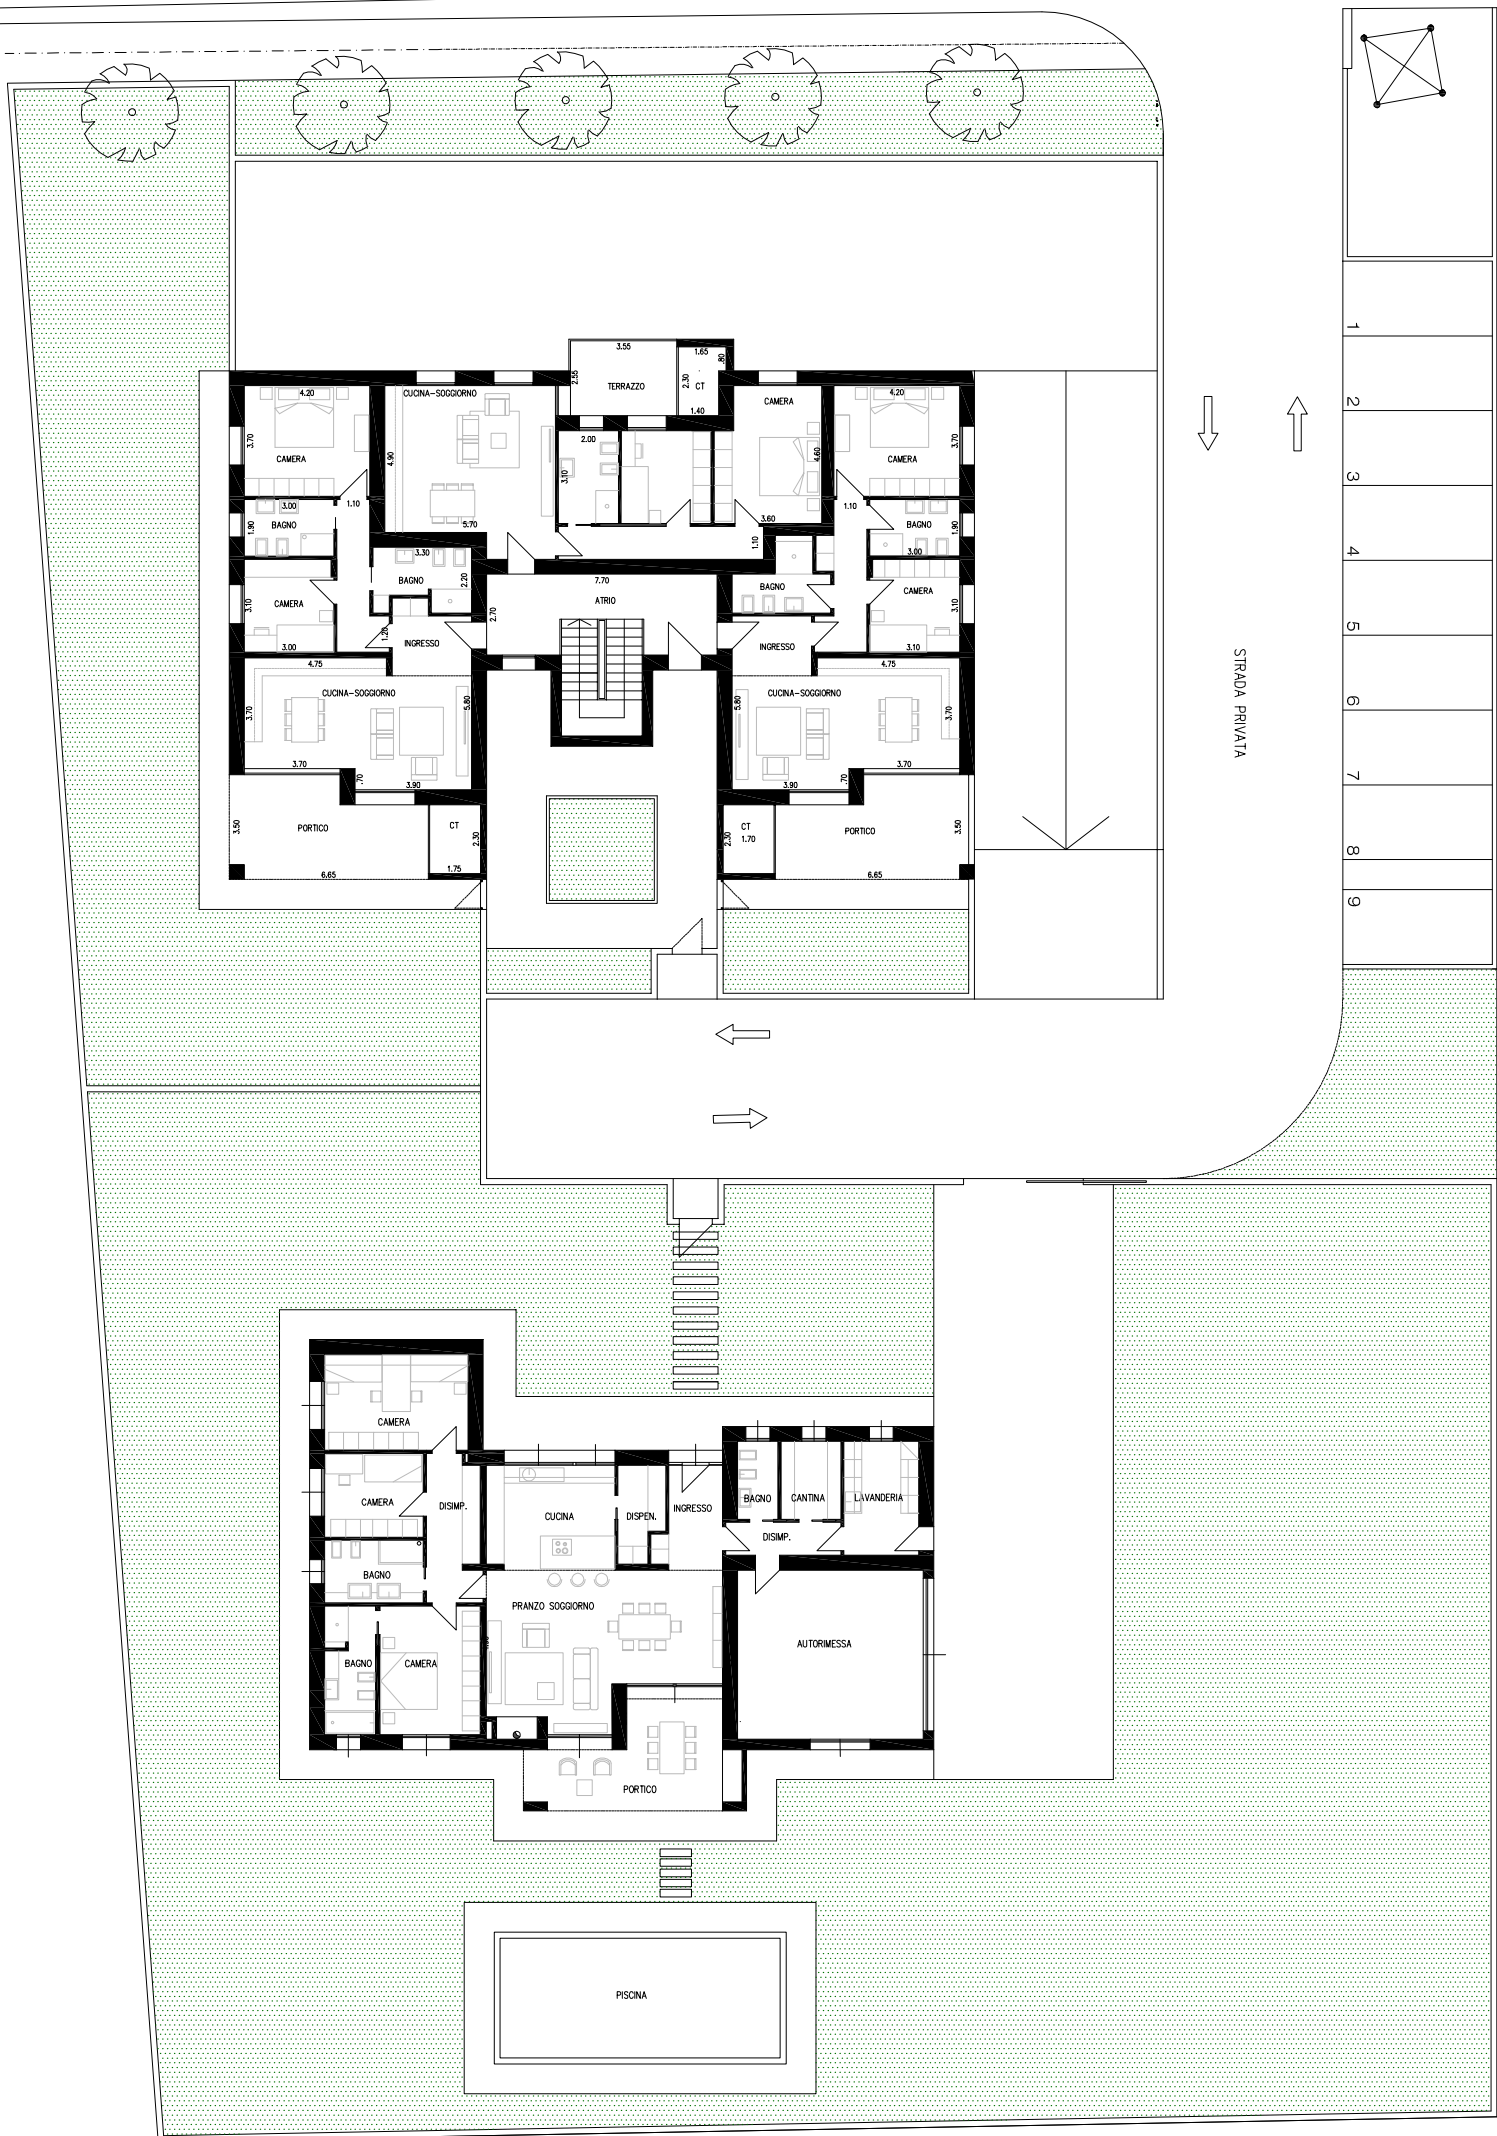 1
2
3
4
5
6
7
8
9
STRADA PRIVATA
3.55
1.65
.80
2.55
TERRAZZO
2.30
CT
1.40
4.20
3.70
CAMERA
CUCINA-SOGGIORNO
4.90
5.70
2.00
3.10
CAMERA
4.60
3.60
4.20
3.70
CAMERA
3.00
1.90
BAGNO
1.10
1.10
1.10
BAGNO
1.90
3.00
3.30
BAGNO
2.20
7.70
ATRIO
2.70
BAGNO
CAMERA
3.10
3.00
1.20
INGRESSO
INGRESSO
CAMERA
3.10
3.10
4.75
CUCINA-SOGGIORNO
3.70
5.80
3.70
.70
3.90
4.75
CUCINA-SOGGIORNO
5.80
3.70
3.70
.70
3.90
PORTICO
3.50
6.65
CT
2.30
1.75
CT
1.70
2.30
PORTICO
3.50
6.65
CAMERA
CAMERA
DISIMP.
CUCINA
DISPEN.
INGRESSO
BAGNO
CANTINA
LAVANDERIA
DISIMP.
BAGNO
PRANZO SOGGIORNO
AUTORIMESSA
BAGNO
CAMERA
PORTICO
PISCINA